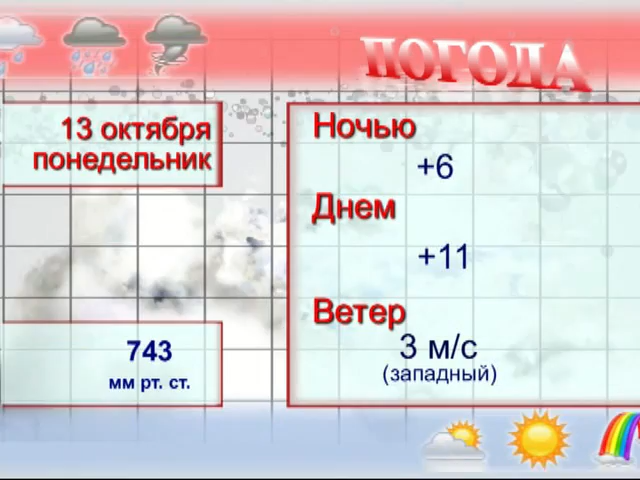 ПОГОДА
13 октября
понедельник
Ночью
+6
Днем
+11
Ветер
3 м/с
(западный)
743
мм рт. ст.